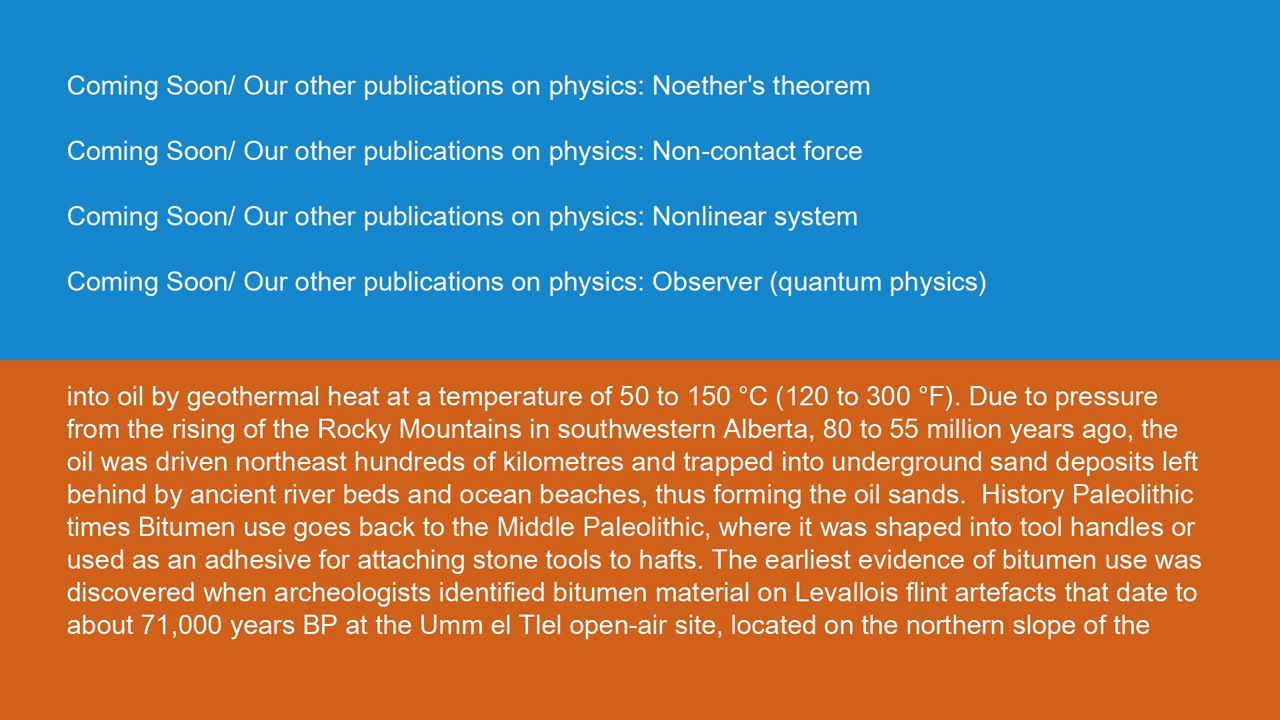 Coming Soon/ Our other publications on physics: Noether's theorem
Coming Soon/ Our other publications on physics: Non-contact force
Coming Soon/ Our other publications on physics: Nonlinear system
Coming Soon/ Our other publications on physics: Observer (quantum physics)
into oil by geothermal heat at a temperature of 50 to 150 °C (120 to 300 °F). Due to pressure
from the rising of the Rocky Mountains in southwestern Alberta, 80 to 55 million years ago, the
oil was driven northeast hundreds of kilometres and trapped into underground sand deposits left
behind by ancient river beds and ocean beaches, thus forming the oil sands.  History Paleolithic
times Bitumen use goes back to the Middle Paleolithic, where it was shaped into tool handles or
used as an adhesive for attaching stone tools to hafts. The earliest evidence of bitumen use was
discovered when archeologists identified bitumen material on Levallois flint artefacts that date to
about 71,000 years BP at the Umm el Tlel open-air site, located on the northern slope of the